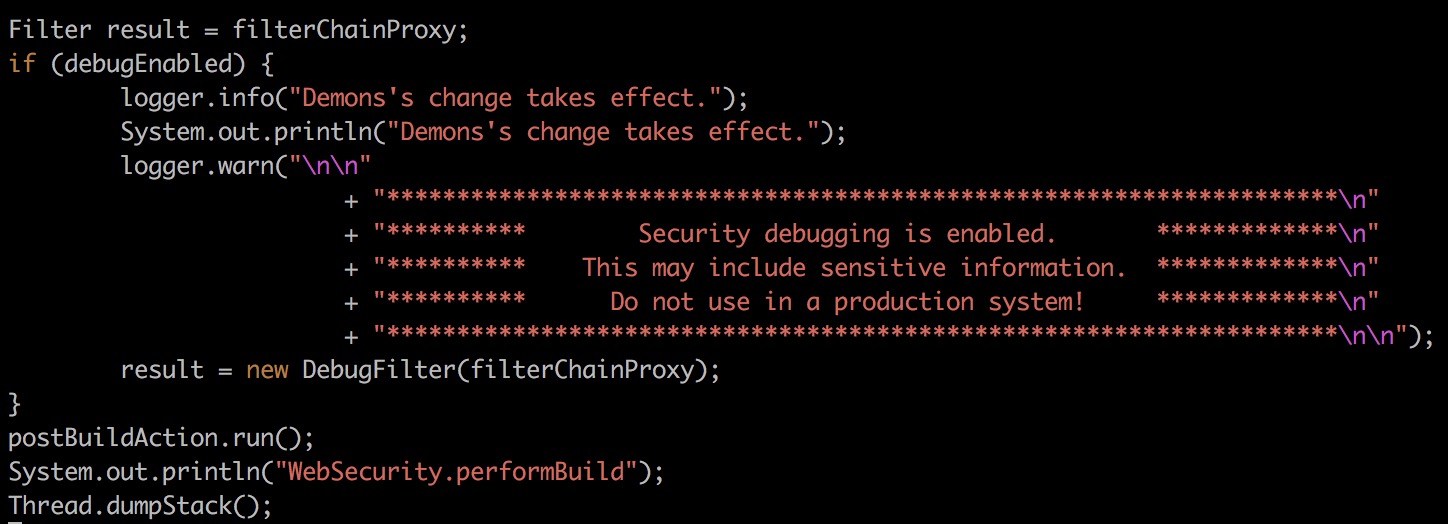 Filter result = filterChainProxy;
if (debugEnabled) {
        logger.info("Demons's change takes effect.");
        System.out.println("Demons's change takes effect.");
        logger.warn("\n\n"
                        + "********************************************************************\n"
                        + "**********        Security debugging is enabled.       *************\n"
                        + "**********    This may include sensitive information.  *************\n"
                        + "**********      Do not use in a production system!     *************\n"
                        + "********************************************************************\n\n");
        result = new DebugFilter(filterChainProxy);
}
postBuildAction.run();
System.out.println("WebSecurity.performBuild");
Thread.dumpStack();